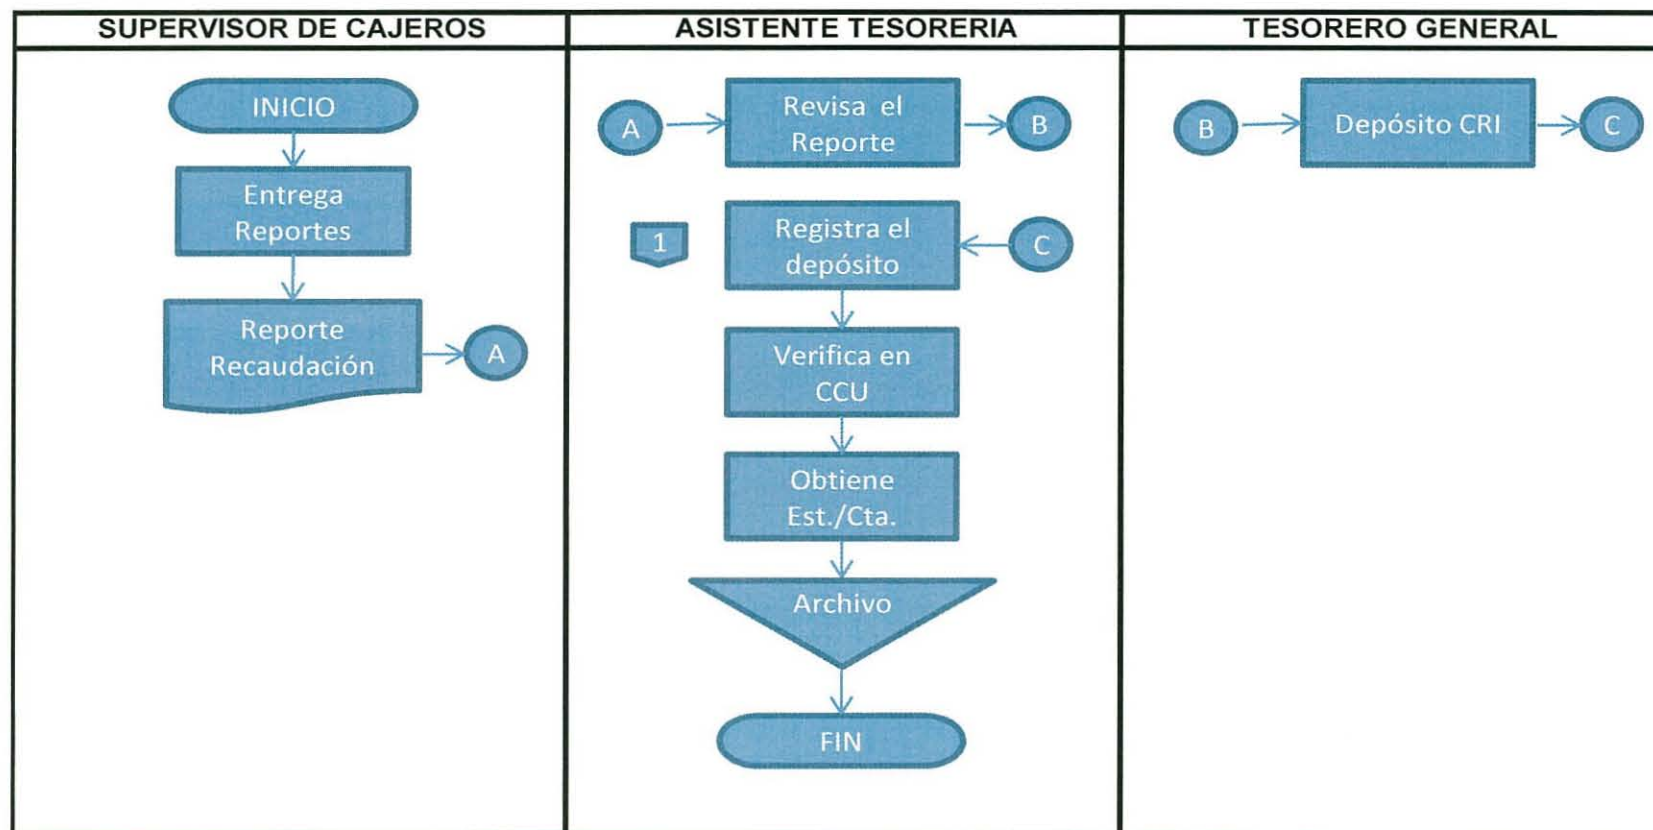 SUPERVISOR DE CAJEROS
INICIO
Entrega
Reportes
Reporte
Recaudación
A
ASISTENTE TESORERIA
A
Revisa el
Reporte
B
1
Registra el
depósito
C
Verifica en
CCU
Obtiene
Est./Cta.
Archivo
FIN
TESORERO GENERAL
B
Depósito CRI
C